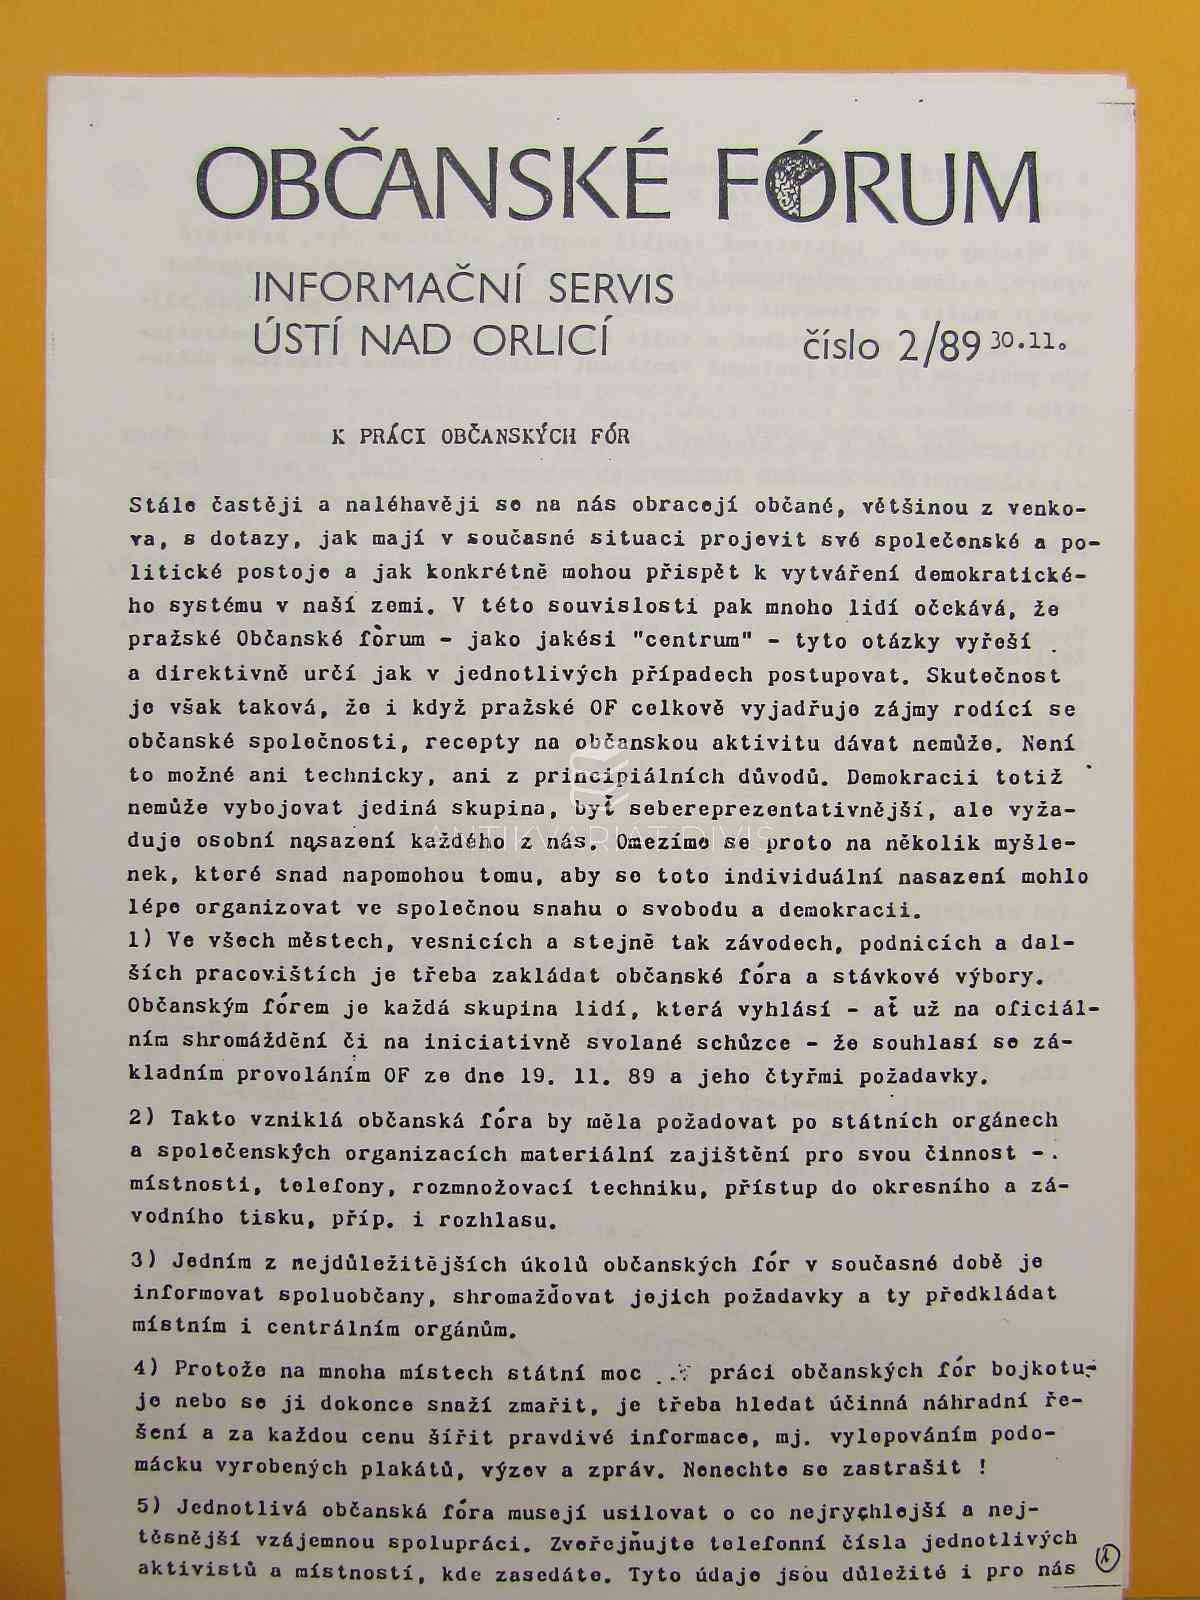 OBČANSKÉ FÓRUM
INFORMAČNÍ SERVIS
ÚSTÍ NAD ORLICÍ
číslo 2/89 30.11.
K PRÁCI OBČANSKÝCH FÓR
Stále častěji a naléhavěji se na nás obracejí občané, většinou z venko-
va, s dotazy, jak mají v současné situaci projevit své společenské a po-
litické postoje a jak konkrétně mohou přispět k vytváření demokratické-
ho systému v naší zemi. V této souvislosti pak mnoho lidí očekává, že
pražské Občanské fórum - jako jakési "centrum" - tyto otázky vyřeší
a direktivně určí jak v jednotlivých případech postupovat. Skutečnost
je však taková, že i když pražské OF celkově vyjadřuje zájmy rodící se
občanské společnosti, recepty na občanskou aktivitu dávat nemůže. Není
to možné ani technicky, ani z principiálních důvodů. Demokracii totiž
nemůže vybojovat jediná skupina, byť sebereprezentativnější, ale vyža-
duje osobní nasazení každého z nás. Omezíme se proto na několik myšle-
nek, které snad napomohou tomu, aby se toto individuální nasazení mohlo
lépe organizovat ve společnou snahu o svobodu a demokracii.
1) Ve všech městech, vesnicích a stejně tak závodech, podnicích a dal-
ších pracovištích je třeba zakládat občanské fóra a stávkové výbory.
Občanským fórem je každá skupina lidí, která vyhlásí - ať už na oficiál-
ním shromáždění či na iniciativně svolané schůzce - že souhlasí se zá-
kladním provoláním OF ze dne 19. 11. 89 a jeho čtyřmi požadavky.
2) Takto vzniklá občanská fóra by měla požadovat po státních orgánech
a společenských organizacích materiální zajištění pro svou činnost -
místnosti, telefony, rozmnožovací techniku, přístup do okresního a zá-
vodního tisku, příp. i rozhlasu.
3) Jedním z nejdůležitějších úkolů občanských fór v současné době je
informovat spoluobčany, shromažďovat jejich požadavky a ty předkládat
místním i centrálním orgánům.
4) Protože na mnoha místech státní moc práci občanských fór bojkotu-
je nebo se ji dokonce snaží zmařit, je třeba hledat účinná náhradní ře-
šení a za každou cenu šířit pravdivé informace, mj. vylepováním podo-
mácku vyrobených plakátů, výzev a zpráv. Nenechte se zastrašit !
5) Jednotlivá občanská fóra musejí usilovat o co nejrychlejší a nej-
těsnější vzájemnou spolupráci. Zveřejňujte telefonní čísla jednotlivých
aktivistů a místností, kde zasedáte. Tyto údaje jsou důležité i pro nás
1
ANTIKVARIAT DIVIŠ